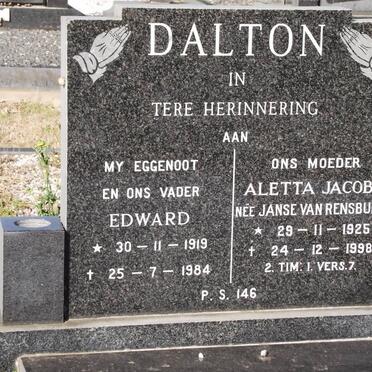 DALTON
IN
TERE HERINNERING
AAN
MY EGGENOOT
EN ONS VADER
EDWARD
★ 30-11-1919
† 25-7-1984
ONS MOEDER
ALETTA JACOB
NÉE JANSE VAN RENSBU
★ 29-11-1925
† 24-12-1998
2. TIM: 1. VERS. 7.
P. S. 146